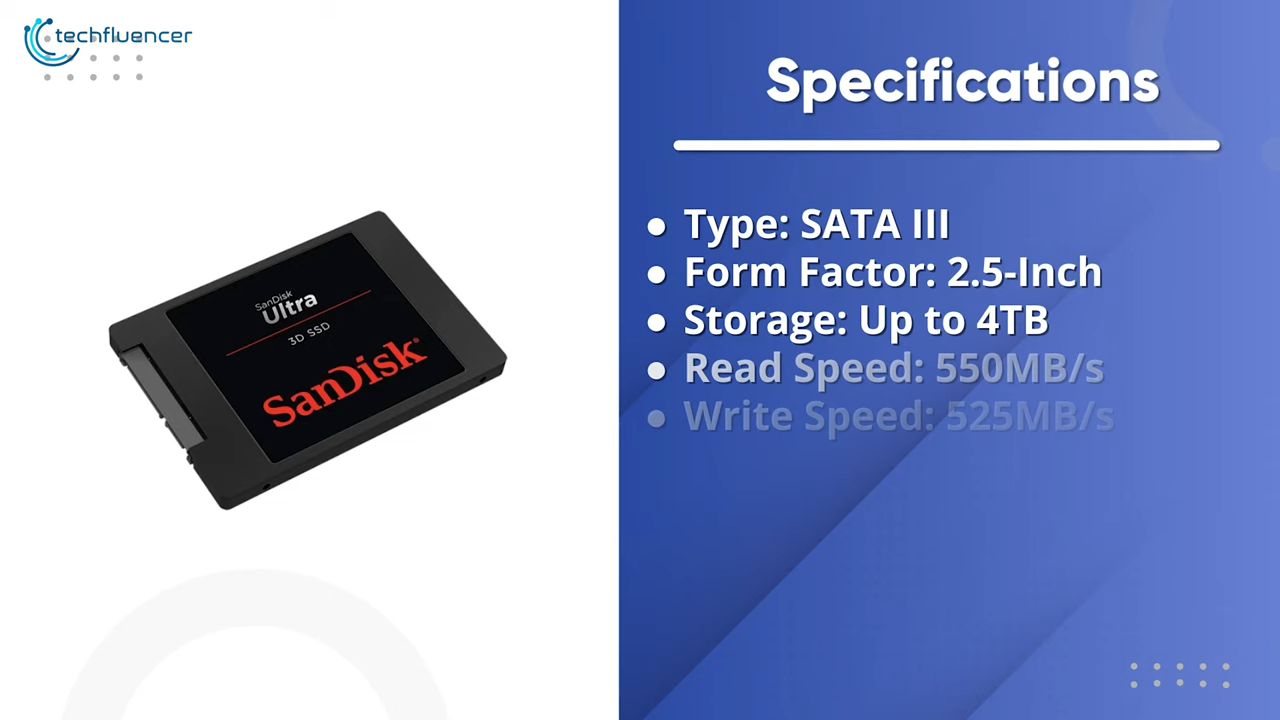 techfluencer
Specifications
SanDisk
Ultra
3D SSD
SanDisk
● Type: SATA III
● Form Factor: 2.5-Inch
● Storage: Up to 4TB
● Read Speed: 550MB/s
● Write Speed: 525MB/s